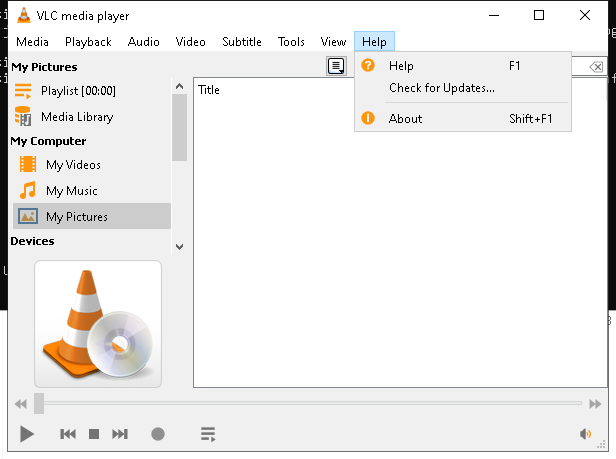 VLC media player
Media Playback Audio Video Subtitle Tools View Help
My Pictures
Playlist [00:00]
Media Library
My Computer
My Videos
My Music
My Pictures
Devices
Title
Help F1
Check for Updates...
About Shift+F1